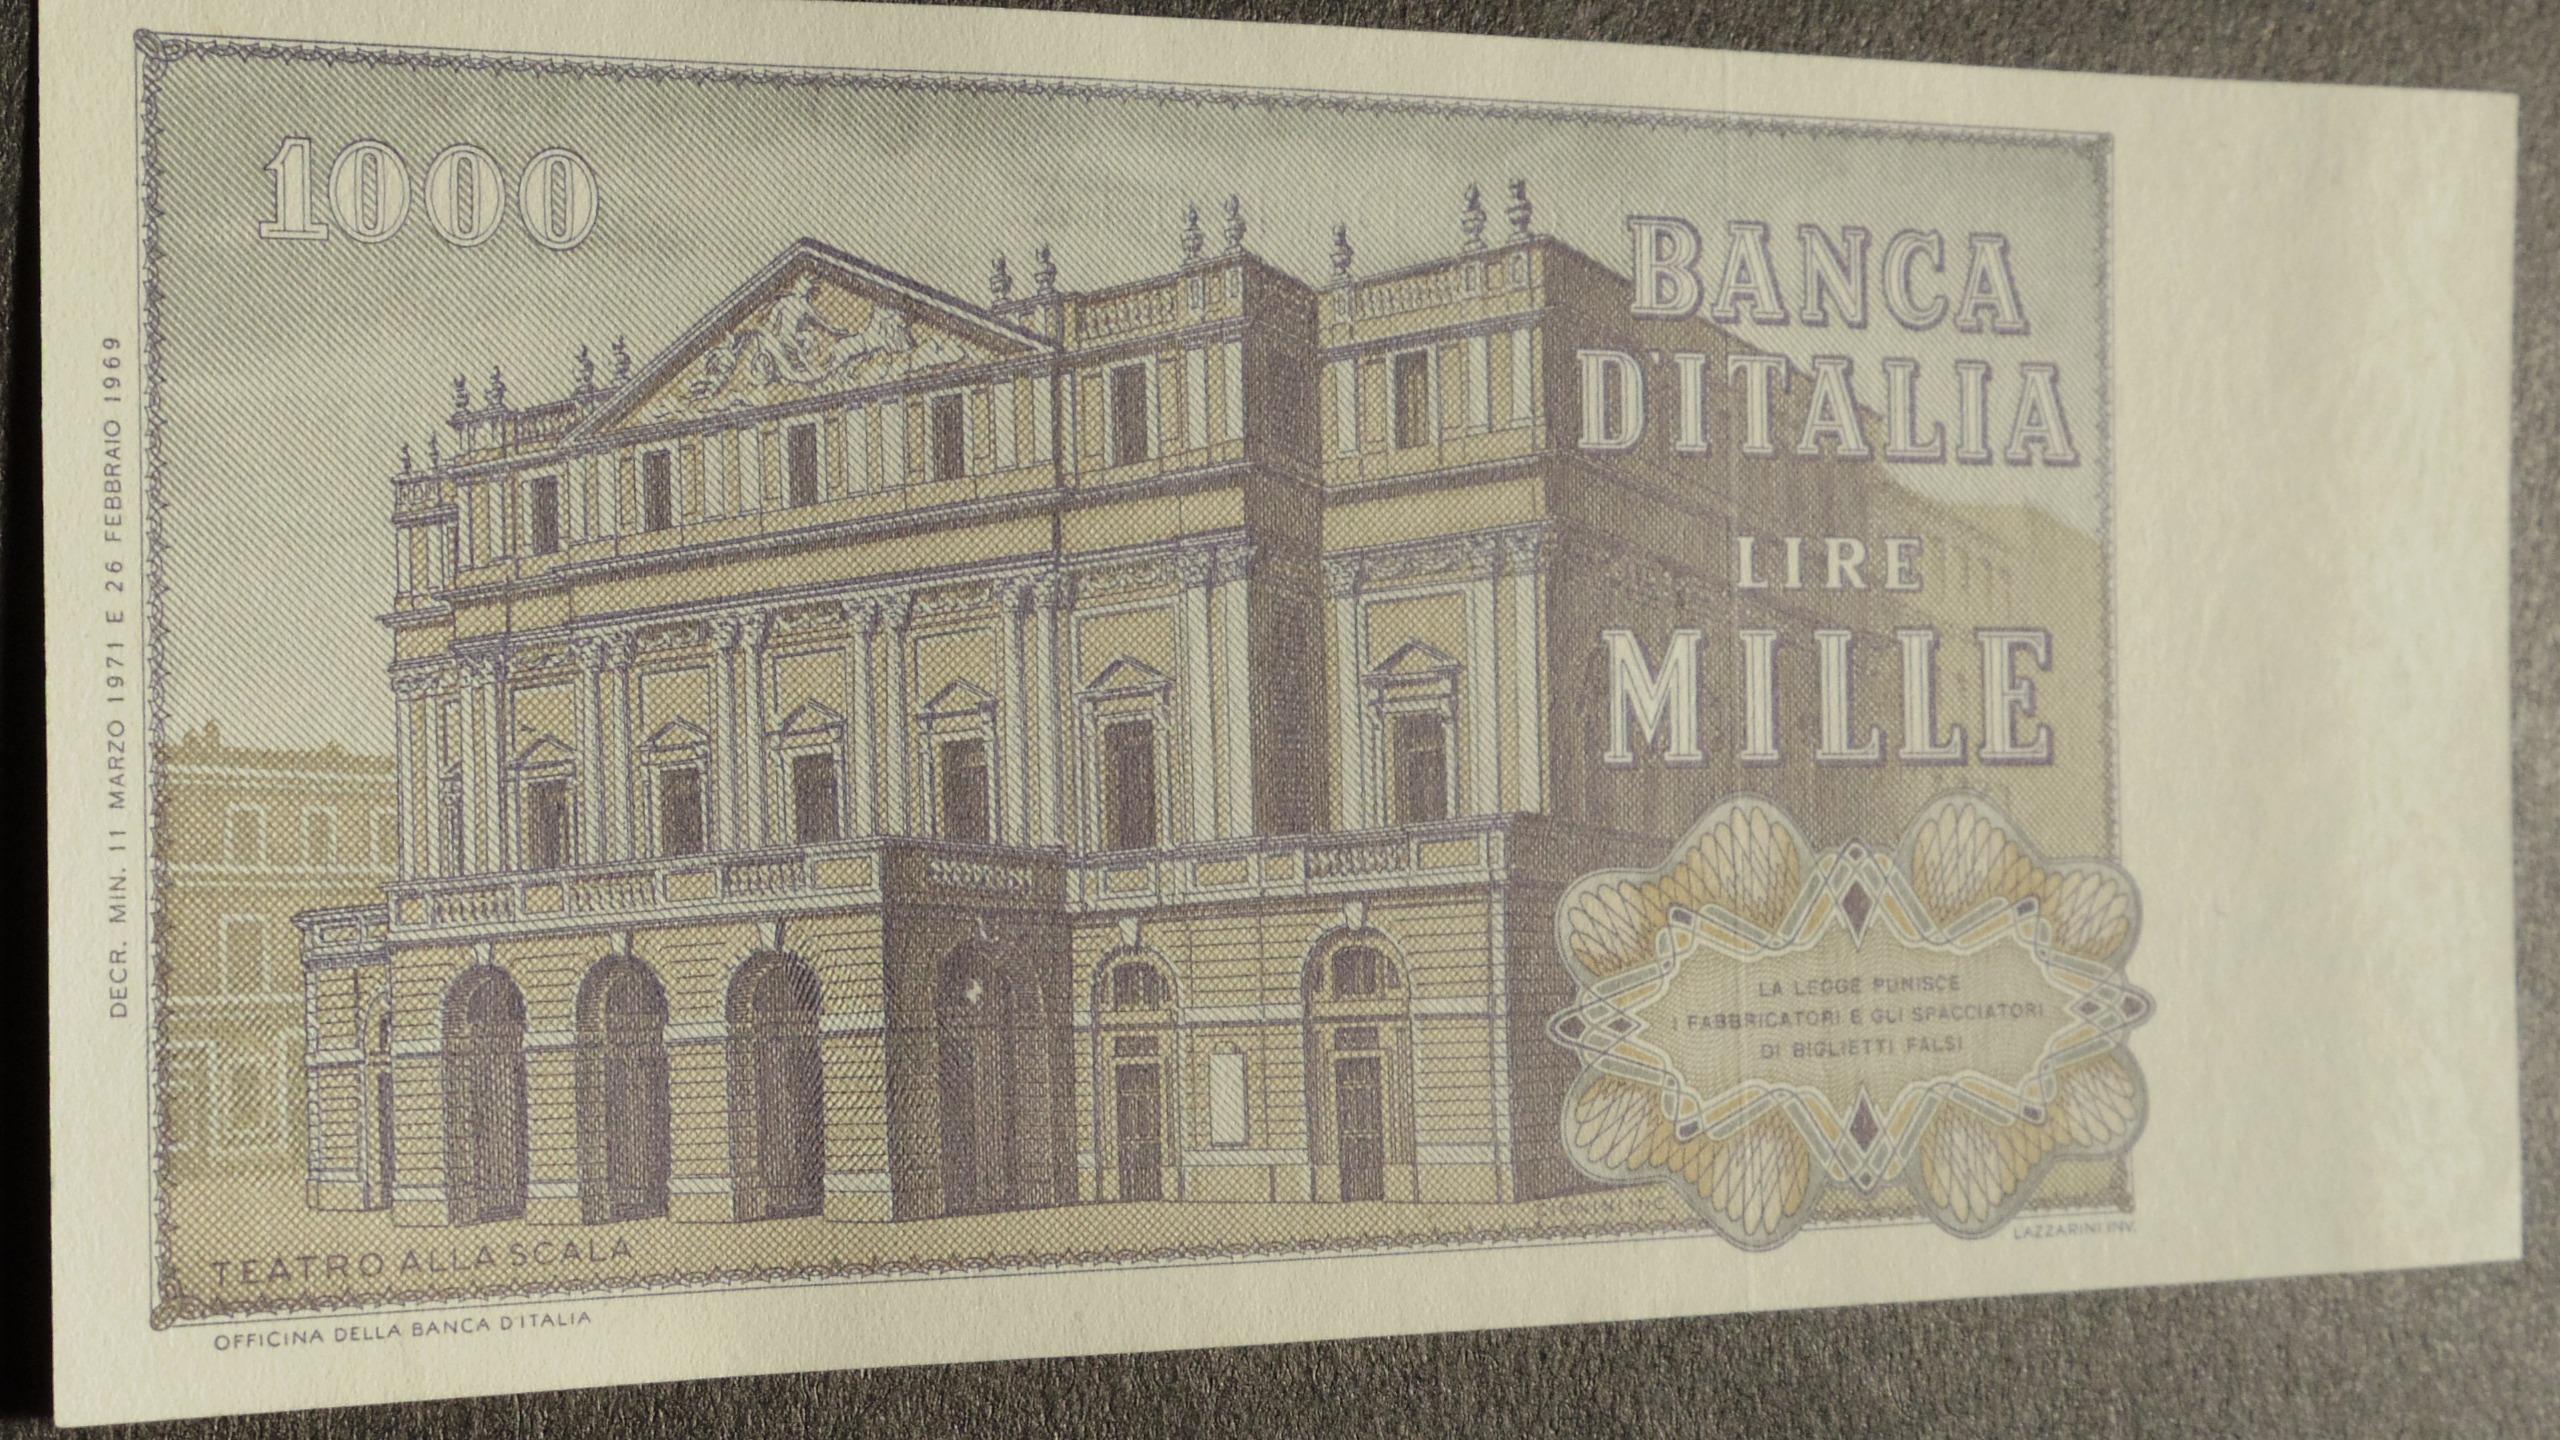 1000
BANCA
D'ITALIA
LIRE
MILLE
LA LEGGE PUNISCE
I FABBRICATORI E GLI SPACCIATORI
DI BIGLIETTI FALSI
DECR. MIN. 11 MARZO 1971 E 26 FEBBRAIO 1969
TEATRO ALLA SCALA
OFFICINA DELLA BANCA D'ITALIA
LAZZARINI INV.